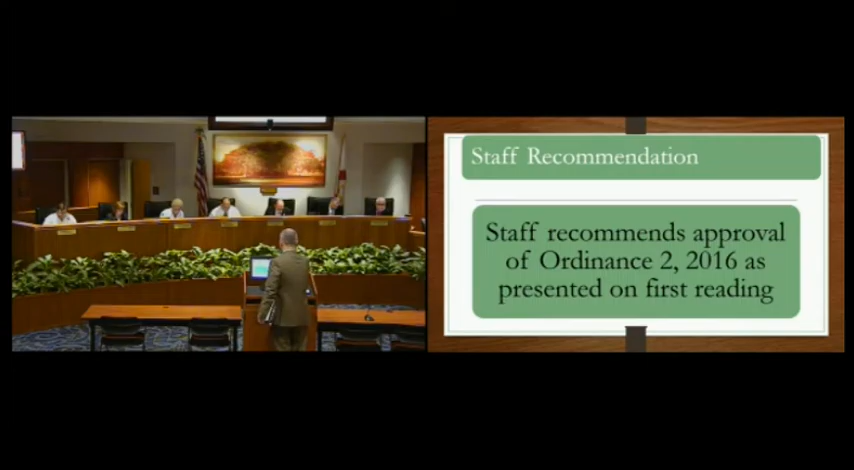 Staff Recommendation
Staff recommends approval
of Ordinance 2, 2016 as
presented on first reading